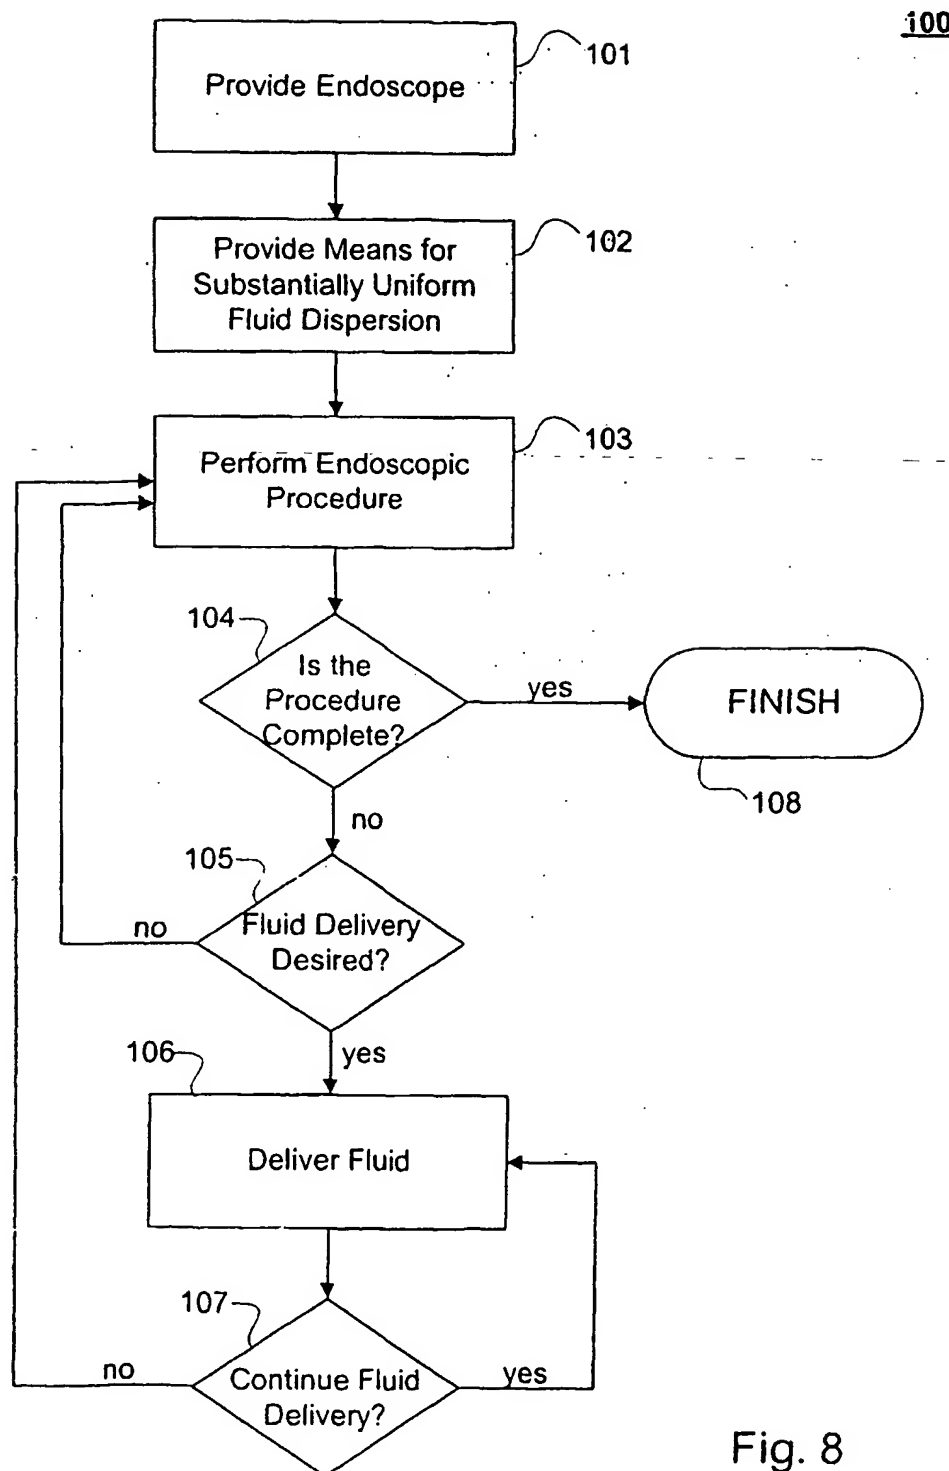 100
101
Provide Endoscope
102
Provide Means for
Substantially Uniform
Fluid Dispersion
103
Perform Endoscopic
Procedure
104
Is the
Procedure
Complete?
yes
FINISH
108
no
105
Fluid Delivery
Desired?
no
yes
106
Deliver Fluid
107
Continue Fluid
Delivery?
no
yes
Fig. 8